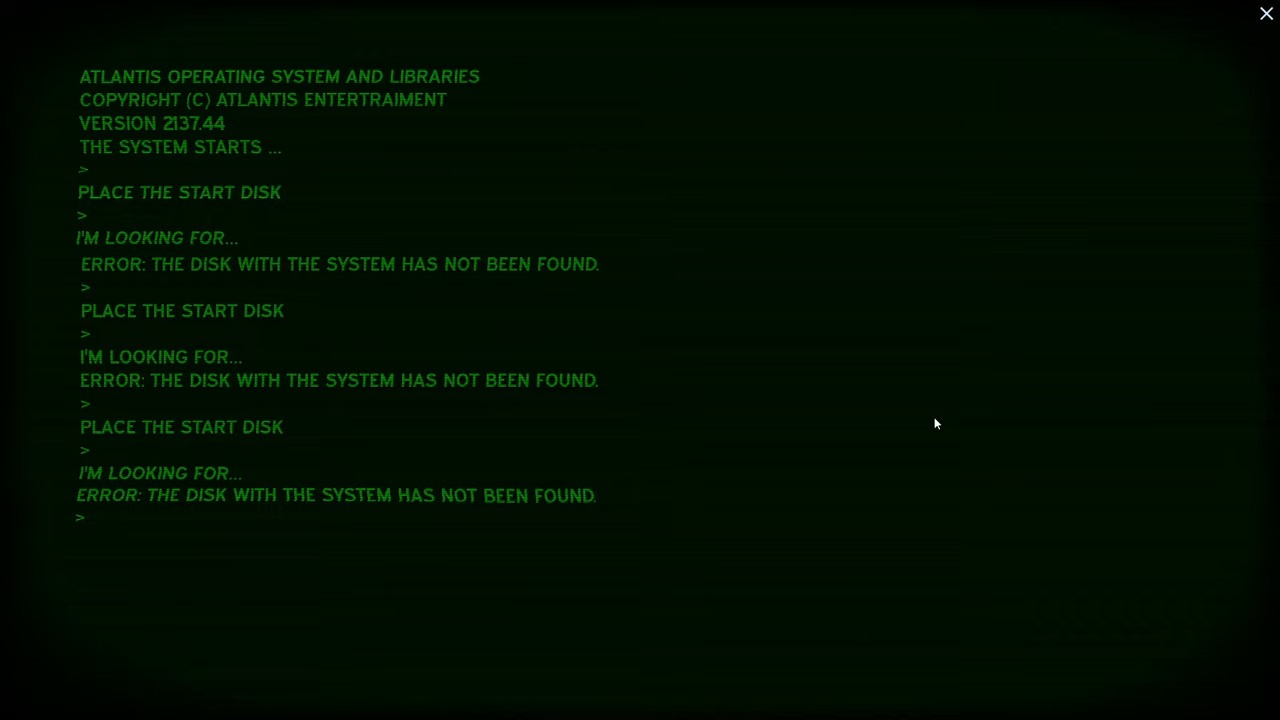 ATLANTIS OPERATING SYSTEM AND LIBRARIES
COPYRIGHT (C) ATLANTIS ENTERTRAIMENT
VERSION 2137.44
THE SYSTEM STARTS ...
>
PLACE THE START DISK
>
I'M LOOKING FOR...
ERROR: THE DISK WITH THE SYSTEM HAS NOT BEEN FOUND.
>
PLACE THE START DISK
>
I'M LOOKING FOR...
ERROR: THE DISK WITH THE SYSTEM HAS NOT BEEN FOUND.
>
PLACE THE START DISK
>
I'M LOOKING FOR...
ERROR: THE DISK WITH THE SYSTEM HAS NOT BEEN FOUND.
>